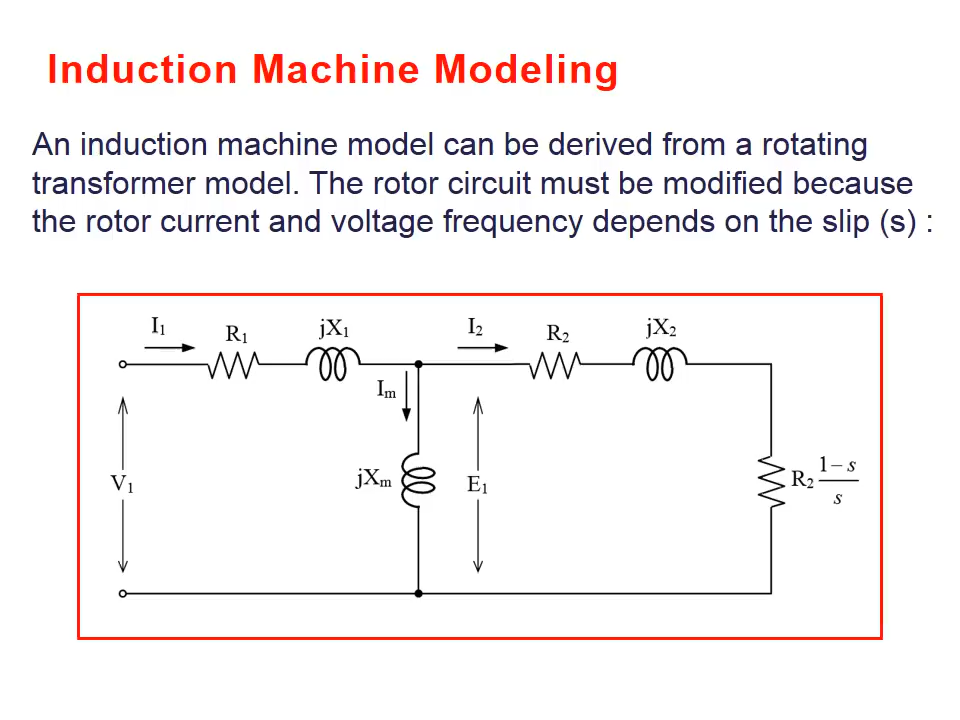 Induction Machine Modeling
An induction machine model can be derived from a rotating
transformer model. The rotor circuit must be modified because
the rotor current and voltage frequency depends on the slip (s) :
I₁ R₁ jX₁ I₂ R₂ jX₂
Iₘ
V₁ jXₘ E₁ R₂ (1−s)/s